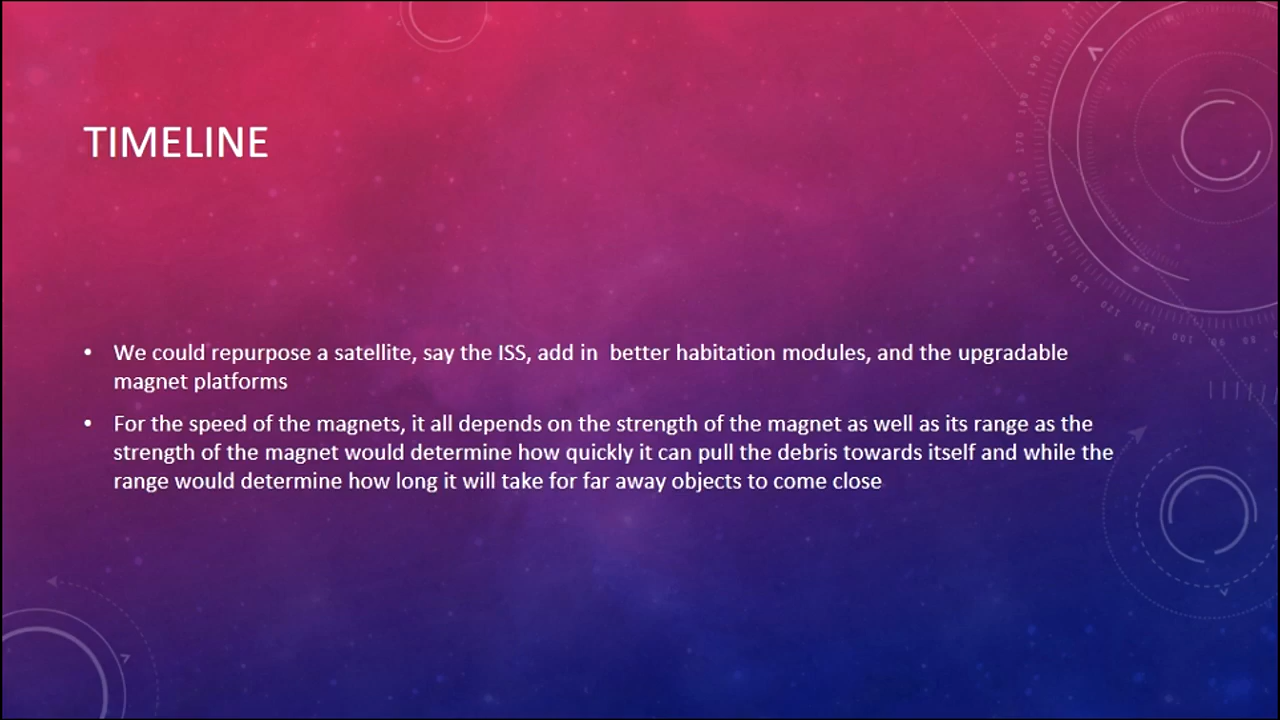 TIMELINE
• We could repurpose a satellite, say the ISS, add in  better habitation modules, and the upgradable
magnet platforms
• For the speed of the magnets, it all depends on the strength of the magnet as well as its range as the
strength of the magnet would determine how quickly it can pull the debris towards itself and while the
range would determine how long it will take for far away objects to come close